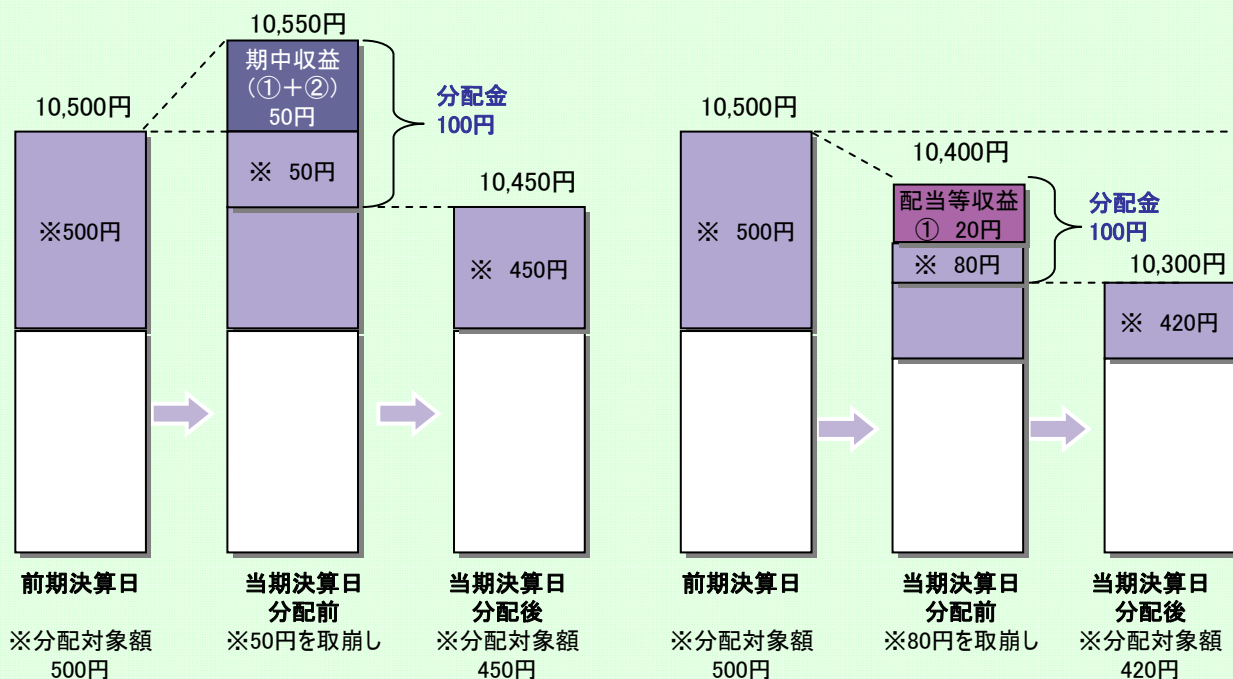 10,550円
期中収益
(①+②)
50円
分配金
100円
10,500円
※ 50円
10,450円
※500円
※ 450円
前期決算日
当期決算日
分配前
当期決算日
分配後
※分配対象額
500円
※50円を取崩し
※分配対象額
450円
10,500円
10,400円
配当等収益
① 20円
分配金
100円
※ 500円
※ 80円
10,300円
※ 420円
前期決算日
当期決算日
分配前
当期決算日
分配後
※分配対象額
500円
※80円を取崩し
※分配対象額
420円